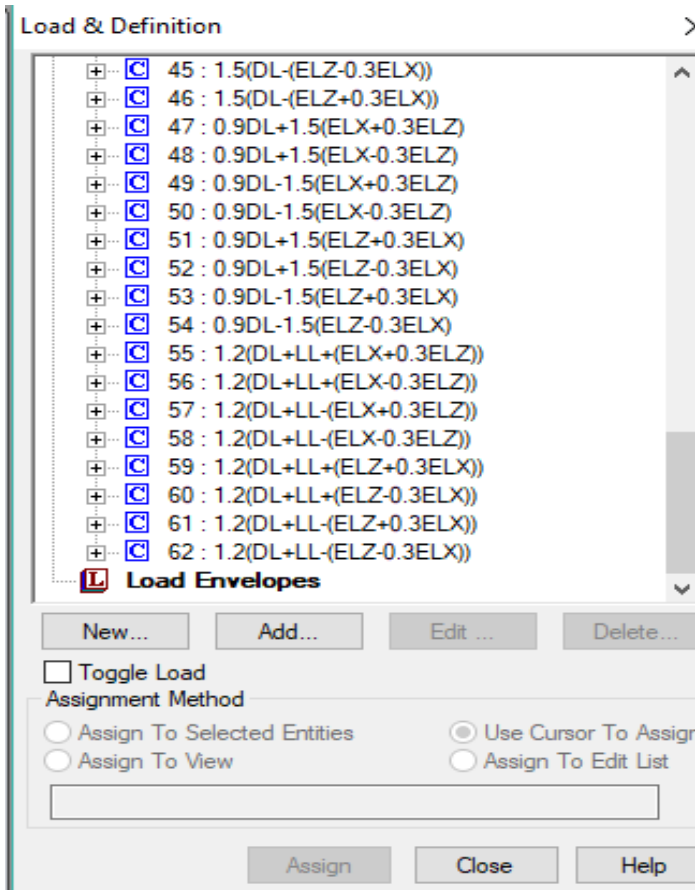 Load & Definition
C 45 : 1.5(DL-(ELZ-0.3ELX))
C 46 : 1.5(DL-(ELZ+0.3ELX))
C 47 : 0.9DL+1.5(ELX+0.3ELZ)
C 48 : 0.9DL+1.5(ELX-0.3ELZ)
C 49 : 0.9DL-1.5(ELX+0.3ELZ)
C 50 : 0.9DL-1.5(ELX-0.3ELZ)
C 51 : 0.9DL+1.5(ELZ+0.3ELX)
C 52 : 0.9DL+1.5(ELZ-0.3ELX)
C 53 : 0.9DL-1.5(ELZ+0.3ELX)
C 54 : 0.9DL-1.5(ELZ-0.3ELX)
C 55 : 1.2(DL+LL+(ELX+0.3ELZ))
C 56 : 1.2(DL+LL+(ELX-0.3ELZ))
C 57 : 1.2(DL+LL-(ELX+0.3ELZ))
C 58 : 1.2(DL+LL-(ELX-0.3ELZ))
C 59 : 1.2(DL+LL+(ELZ+0.3ELX))
C 60 : 1.2(DL+LL+(ELZ-0.3ELX))
C 61 : 1.2(DL+LL-(ELZ+0.3ELX))
C 62 : 1.2(DL+LL-(ELZ-0.3ELX))
L Load Envelopes
New... Add... Edit ... Delete...
Toggle Load
Assignment Method
Assign To Selected Entities Use Cursor To Assign
Assign To View Assign To Edit List
Assign Close Help